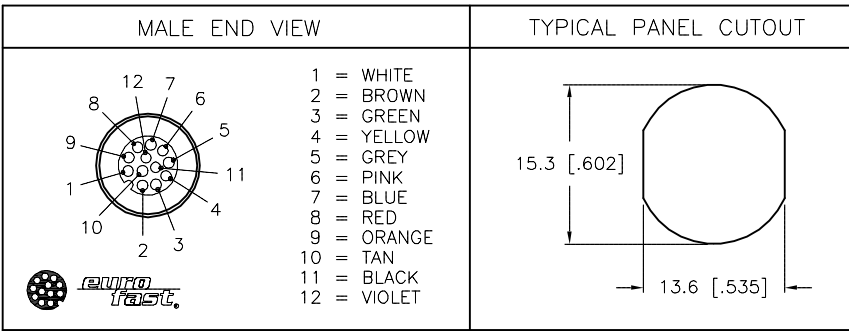 MALE END VIEW
TYPICAL PANEL CUTOUT
12 7
8 6
9 5
1 11
10 4
2 3
1 = WHITE
2 = BROWN
3 = GREEN
4 = YELLOW
5 = GREY
6 = PINK
7 = BLUE
8 = RED
9 = ORANGE
10 = TAN
11 = BLACK
12 = VIOLET
euro
fast.
15.3 [.602]
13.6 [.535]